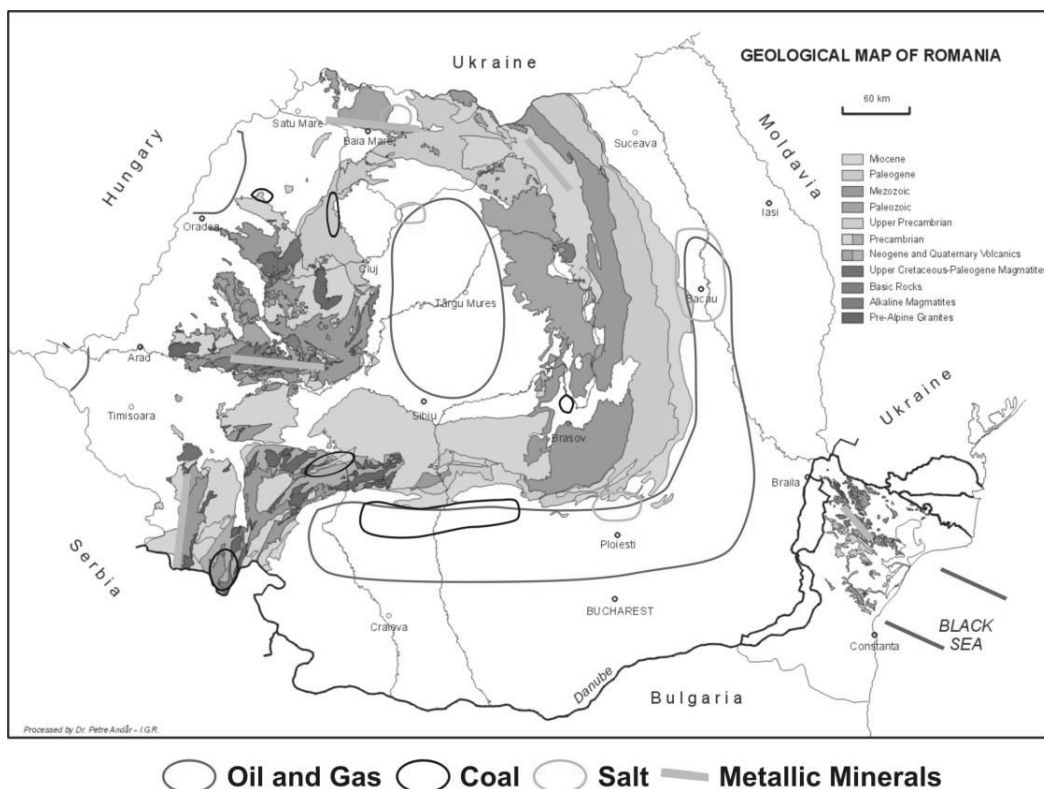 GEOLOGICAL MAP OF ROMANIA
60 km
Miocene
Paleogene
Mezozoic
Paleozoic
Upper Precambrian
Precambrian
Neogene and Quaternary Volcanics
Upper Cretaceous-Paleogene Magmatites
Basic Rocks
Alkaline Magmatites
Pre-Alpine Granites
Ukraine
Hungary
Moldavia
Satu Mare
Baia Mare
Suceava
Iasi
Oradea
Cluj
Târgu Mures
Bacau
Arad
Timisoara
Sibiu
Brasov
Ukraine
Braila
Serbia
Ploiesti
BUCHAREST
Craiova
Constanta
BLACK
SEA
Danube
Bulgaria
Processed by Dr. Petre Andår - I.G.R.
Oil and Gas Coal Salt Metallic Minerals